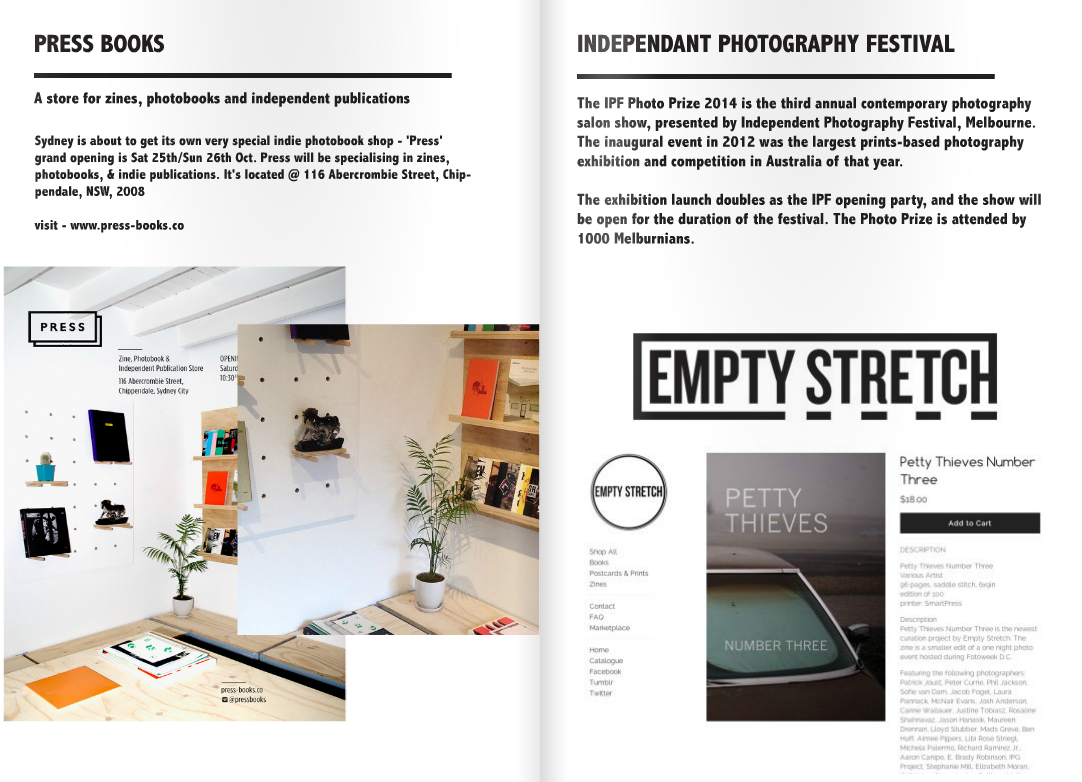 PRESS BOOKS
A store for zines, photobooks and independent publications
Sydney is about to get its own very special indie photobook shop - 'Press'
grand opening is Sat 25th/Sun 26th Oct. Press will be specialising in zines,
photobooks, & indie publications. It's located @ 116 Abercrombie Street, Chip-
pendale, NSW, 2008
visit - www.press-books.co
PRESS
Zine, Photobook &
Independent Publication Store
116 Abercrombie Street,
Chippendale, Sydney City
OPENI
Saturd
10:30
press-books.co
@pressbooks
INDEPENDANT PHOTOGRAPHY FESTIVAL
The IPF Photo Prize 2014 is the third annual contemporary photography
salon show, presented by Independent Photography Festival, Melbourne.
The inaugural event in 2012 was the largest prints-based photography
exhibition and competition in Australia of that year.
The exhibition launch doubles as the IPF opening party, and the show will
be open for the duration of the festival. The Photo Prize is attended by
1000 Melburnians.
EMPTY STRETCH
EMPTY STRETCH
Shop All
Books
Postcards & Prints
Zines
Contact
FAQ
Marketplace
Home
Catalogue
Facebook
Tumblr
Twitter
PETTY
THIEVES
NUMBER THREE
Petty Thieves Number
Three
$18.00
Add to Cart
DESCRIPTION
Petty Thieves Number Three
Various Artist
96 pages, saddle stitch, 6x9in
edition of 100
printer: SmartPress
Description
Petty Thieves Number Three is the newest
curation project by Empty Stretch. The
zine is a smaller edit of a one night photo
event hosted during Fotoweek D.C.
Featuring the following photographers:
Patrick Joust, Peter Currie, Phil Jackson,
Sofie van Dam, Jacob Fogel, Laura
Pannack, McNair Evans, Josh Anderson,
Carine Wallauer, Justine Tobiasz, Rosaline
Shahnavaz, Jason Hanasik, Maureen
Drennan, Lloyd Stubber, Mads Greve, Ben
Huff, Aimee Pijpers, Libi Rose Striegl,
Michela Palermo, Richard Ramirez Jr.,
Aaron Canipe, E. Brady Robinson, IPG
Project, Stephanie Mill, Elizabeth Moran,